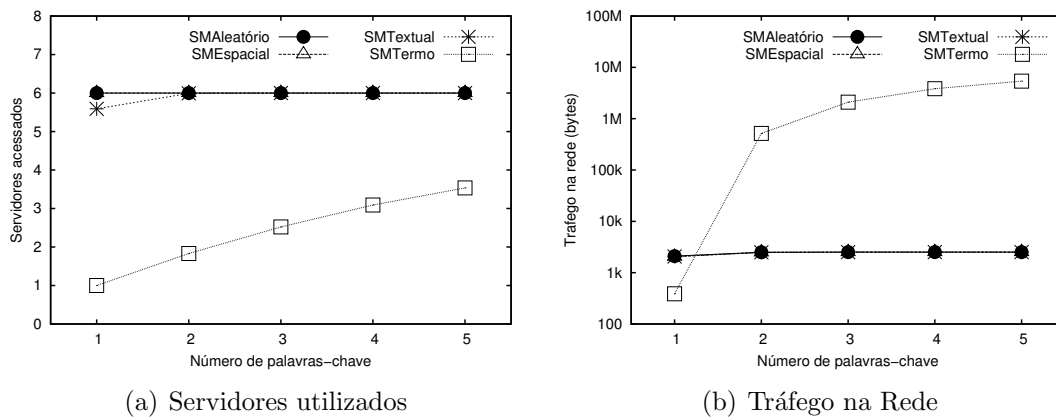 SMAleatório SMTextual
SMEspacial SMTermo
8
7
6
5
4
3
2
1
0
Servidores acessados
1 2 3 4 5
Número de palavras-chave
(a) Servidores utilizados
SMAleatório SMTextual
SMEspacial SMTermo
100M
10M
1M
100k
10k
1k
100
Trafego na rede (bytes)
1 2 3 4 5
Número de palavras-chave
(b) Tráfego na Rede